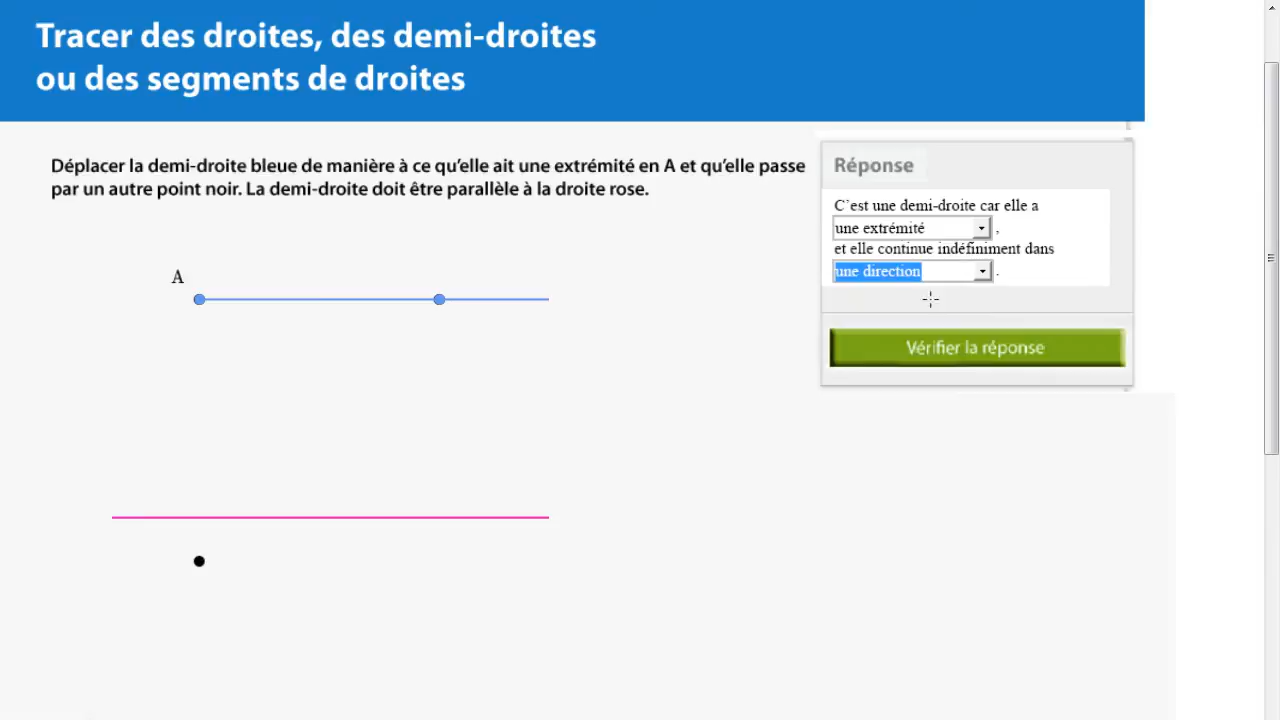 Tracer des droites, des demi-droites
ou des segments de droites
Déplacer la demi-droite bleue de manière à ce qu’elle ait une extrémité en A et qu’elle passe
par un autre point noir. La demi-droite doit être parallèle à la droite rose.
Réponse
C’est une demi-droite car elle a
une extrémité ,
et elle continue indéfiniment dans
une direction .
Vérifier la réponse
A